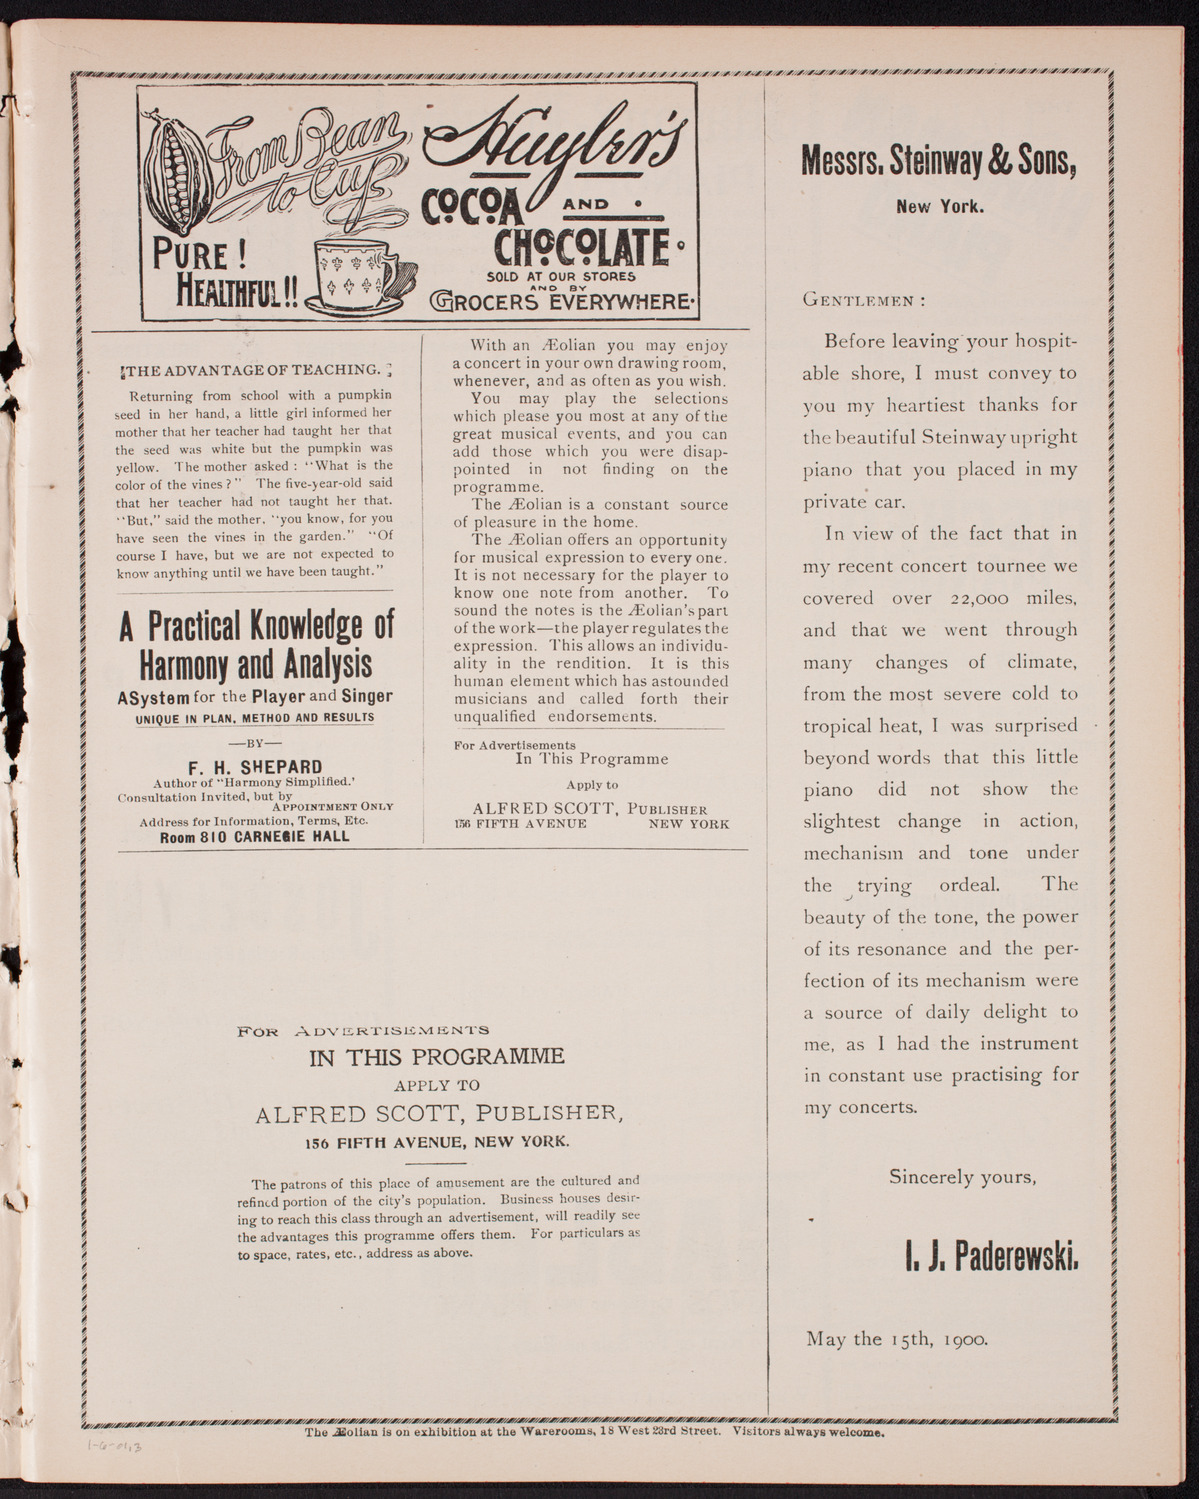 From Bean
to Cup
PURE!
HEALTHFUL!!
Huyler's
COCOA AND
CHOCOLATE
SOLD AT OUR STORES
AND BY
GROCERS EVERYWHERE
THE ADVANTAGE OF TEACHING.
Returning from school with a pumpkin
seed in her hand, a little girl informed her
mother that her teacher had taught her that
the seed was white but the pumpkin was
yellow. The mother asked: "What is the
color of the vines?" The five-year-old said
that her teacher had not taught her that.
"But," said the mother, "you know, for you
have seen the vines in the garden." "Of
course I have, but we are not expected to
know anything until we have been taught."
A Practical Knowledge of
Harmony and Analysis
A System for the Player and Singer
UNIQUE IN PLAN, METHOD AND RESULTS
—BY—
F. H. SHEPARD
Author of "Harmony Simplified.'
Consultation Invited, but by
APPOINTMENT ONLY
Address for Information, Terms, Etc.
Room 810 CARNEGIE HALL
With an Æolian you may enjoy
a concert in your own drawing room,
whenever, and as often as you wish.
You may play the selections
which please you most at any of the
great musical events, and you can
add those which you were disap-
pointed in not finding on the
programme.
The Æolian is a constant source
of pleasure in the home.
The Æolian offers an opportunity
for musical expression to every one.
It is not necessary for the player to
know one note from another. To
sound the notes is the Æolian's part
of the work—the player regulates the
expression. This allows an individu-
ality in the rendition. It is this
human element which has astounded
musicians and called forth their
unqualified endorsements.
For Advertisements
In This Programme
Apply to
ALFRED SCOTT, PUBLISHER
156 FIFTH AVENUE NEW YORK
FOR ADVERTISEMENTS
IN THIS PROGRAMME
APPLY TO
ALFRED SCOTT, PUBLISHER,
156 FIFTH AVENUE, NEW YORK.
The patrons of this place of amusement are the cultured and
refined portion of the city's population. Business houses desir-
ing to reach this class through an advertisement, will readily see
the advantages this programme offers them. For particulars as
to space, rates, etc., address as above.
Messrs. Steinway & Sons,
New York.
GENTLEMEN:
Before leaving your hospit-
able shore, I must convey to
you my heartiest thanks for
the beautiful Steinway upright
piano that you placed in my
private car.
In view of the fact that in
my recent concert tournee we
covered over 22,000 miles,
and that we went through
many changes of climate,
from the most severe cold to
tropical heat, I was surprised
beyond words that this little
piano did not show the
slightest change in action,
mechanism and tone under
the trying ordeal. The
beauty of the tone, the power
of its resonance and the per-
fection of its mechanism were
a source of daily delight to
me, as I had the instrument
in constant use practising for
my concerts.
Sincerely yours,
I. J. Paderewski.
May the 15th, 1900.
The Æolian is on exhibition at the Warerooms, 18 West 23rd Street. Visitors always welcome.
1-6-01,3